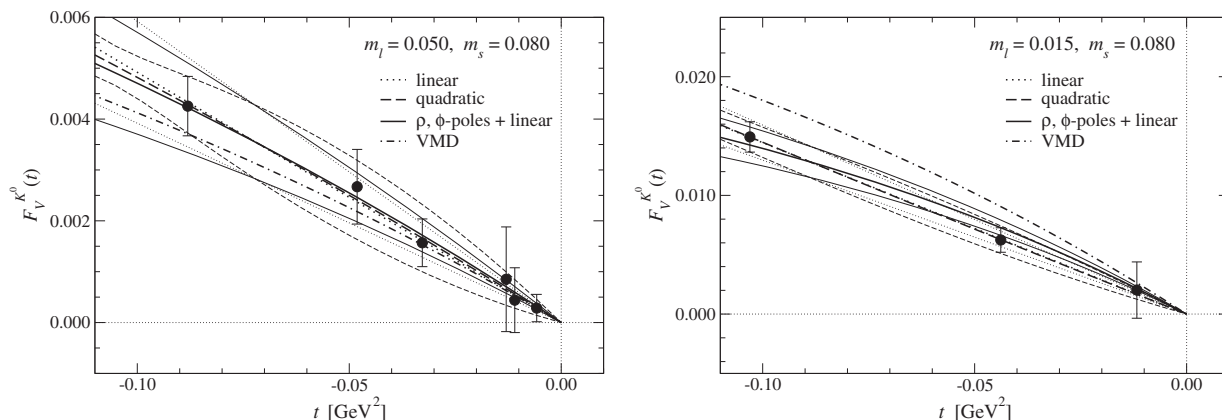 0.006
0.004
0.002
0.000
F_V^{K^0}(t)
m_l = 0.050, m_s = 0.080
linear
quadratic
ρ, ϕ-poles + linear
VMD
-0.10
-0.05
0.00
t [GeV^2]
0.020
0.010
0.000
F_V^{K^0}(t)
m_l = 0.015, m_s = 0.080
linear
quadratic
ρ, ϕ-poles + linear
VMD
-0.10
-0.05
0.00
t [GeV^2]